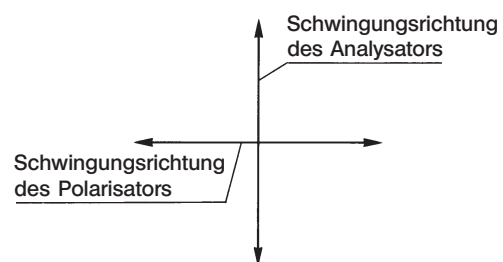 Schwingungsrichtung
des Analysators
Schwingungsrichtung
des Polarisators